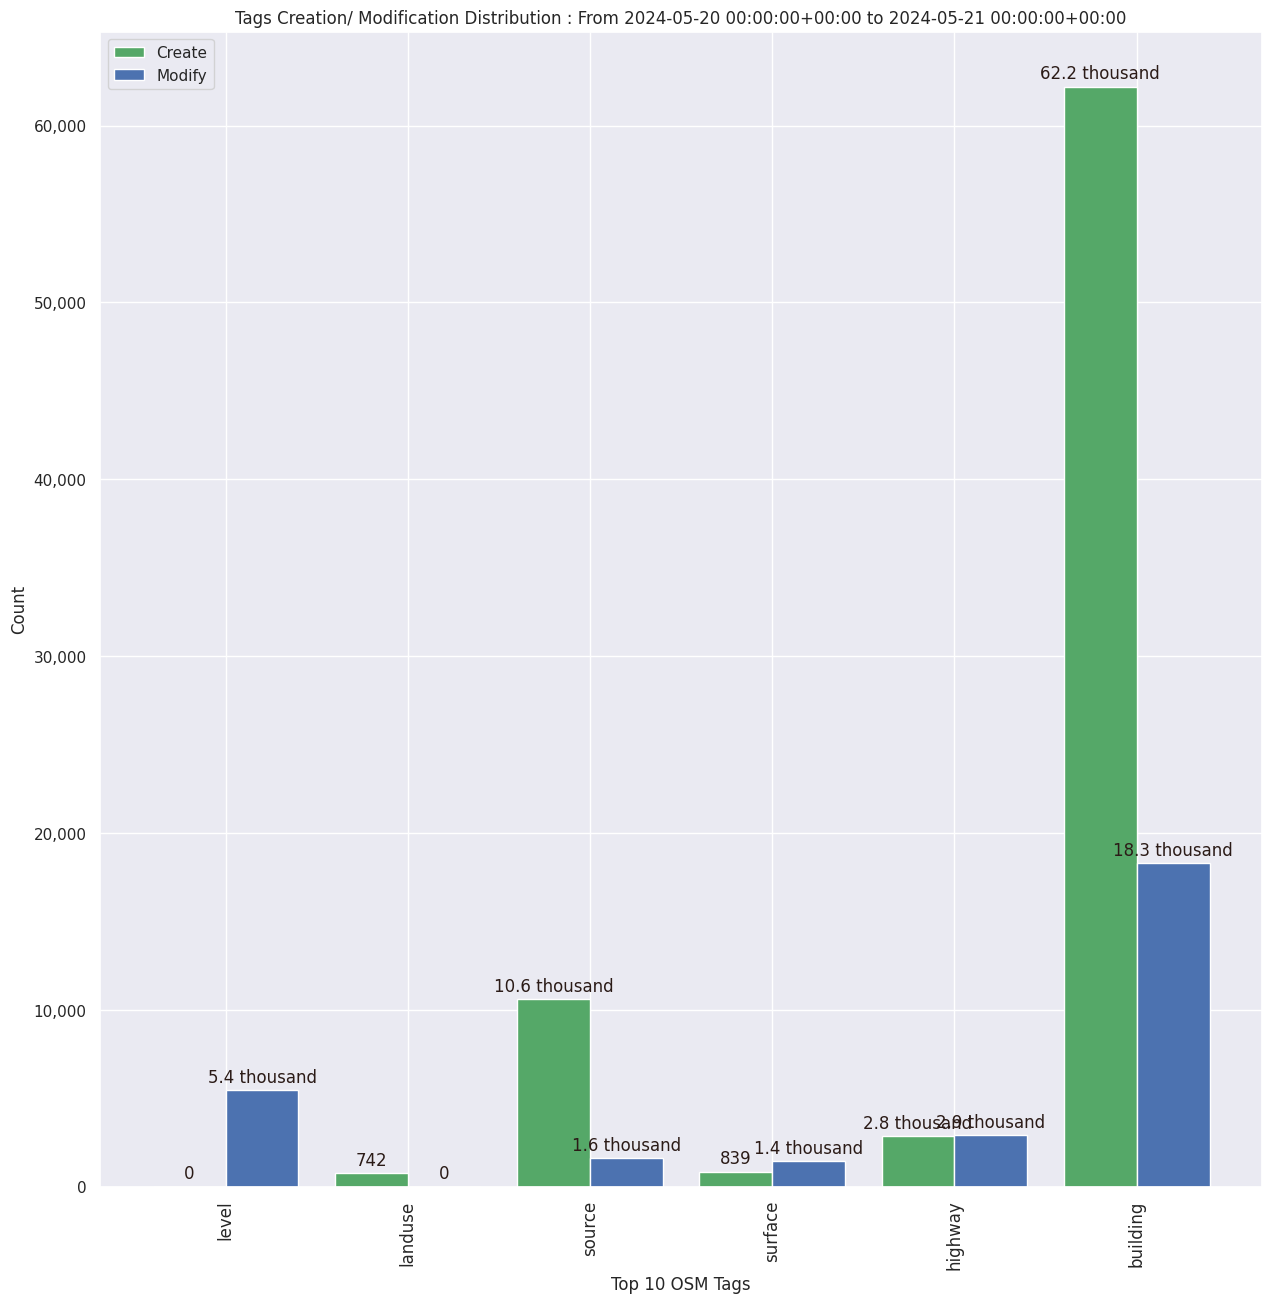 Tags Creation/ Modification Distribution : From 2024-05-20 00:00:00+00:00 to 2024-05-21 00:00:00+00:00
Create
Modify
62.2 thousand
60,000
50,000
40,000
30,000
20,000
18.3 thousand
10,000
10.6 thousand
5.4 thousand
2.8 thousand
2.9 thousand
1.6 thousand
1.4 thousand
839
742
0
0
0
Count
level
landuse
source
surface
highway
building
Top 10 OSM Tags